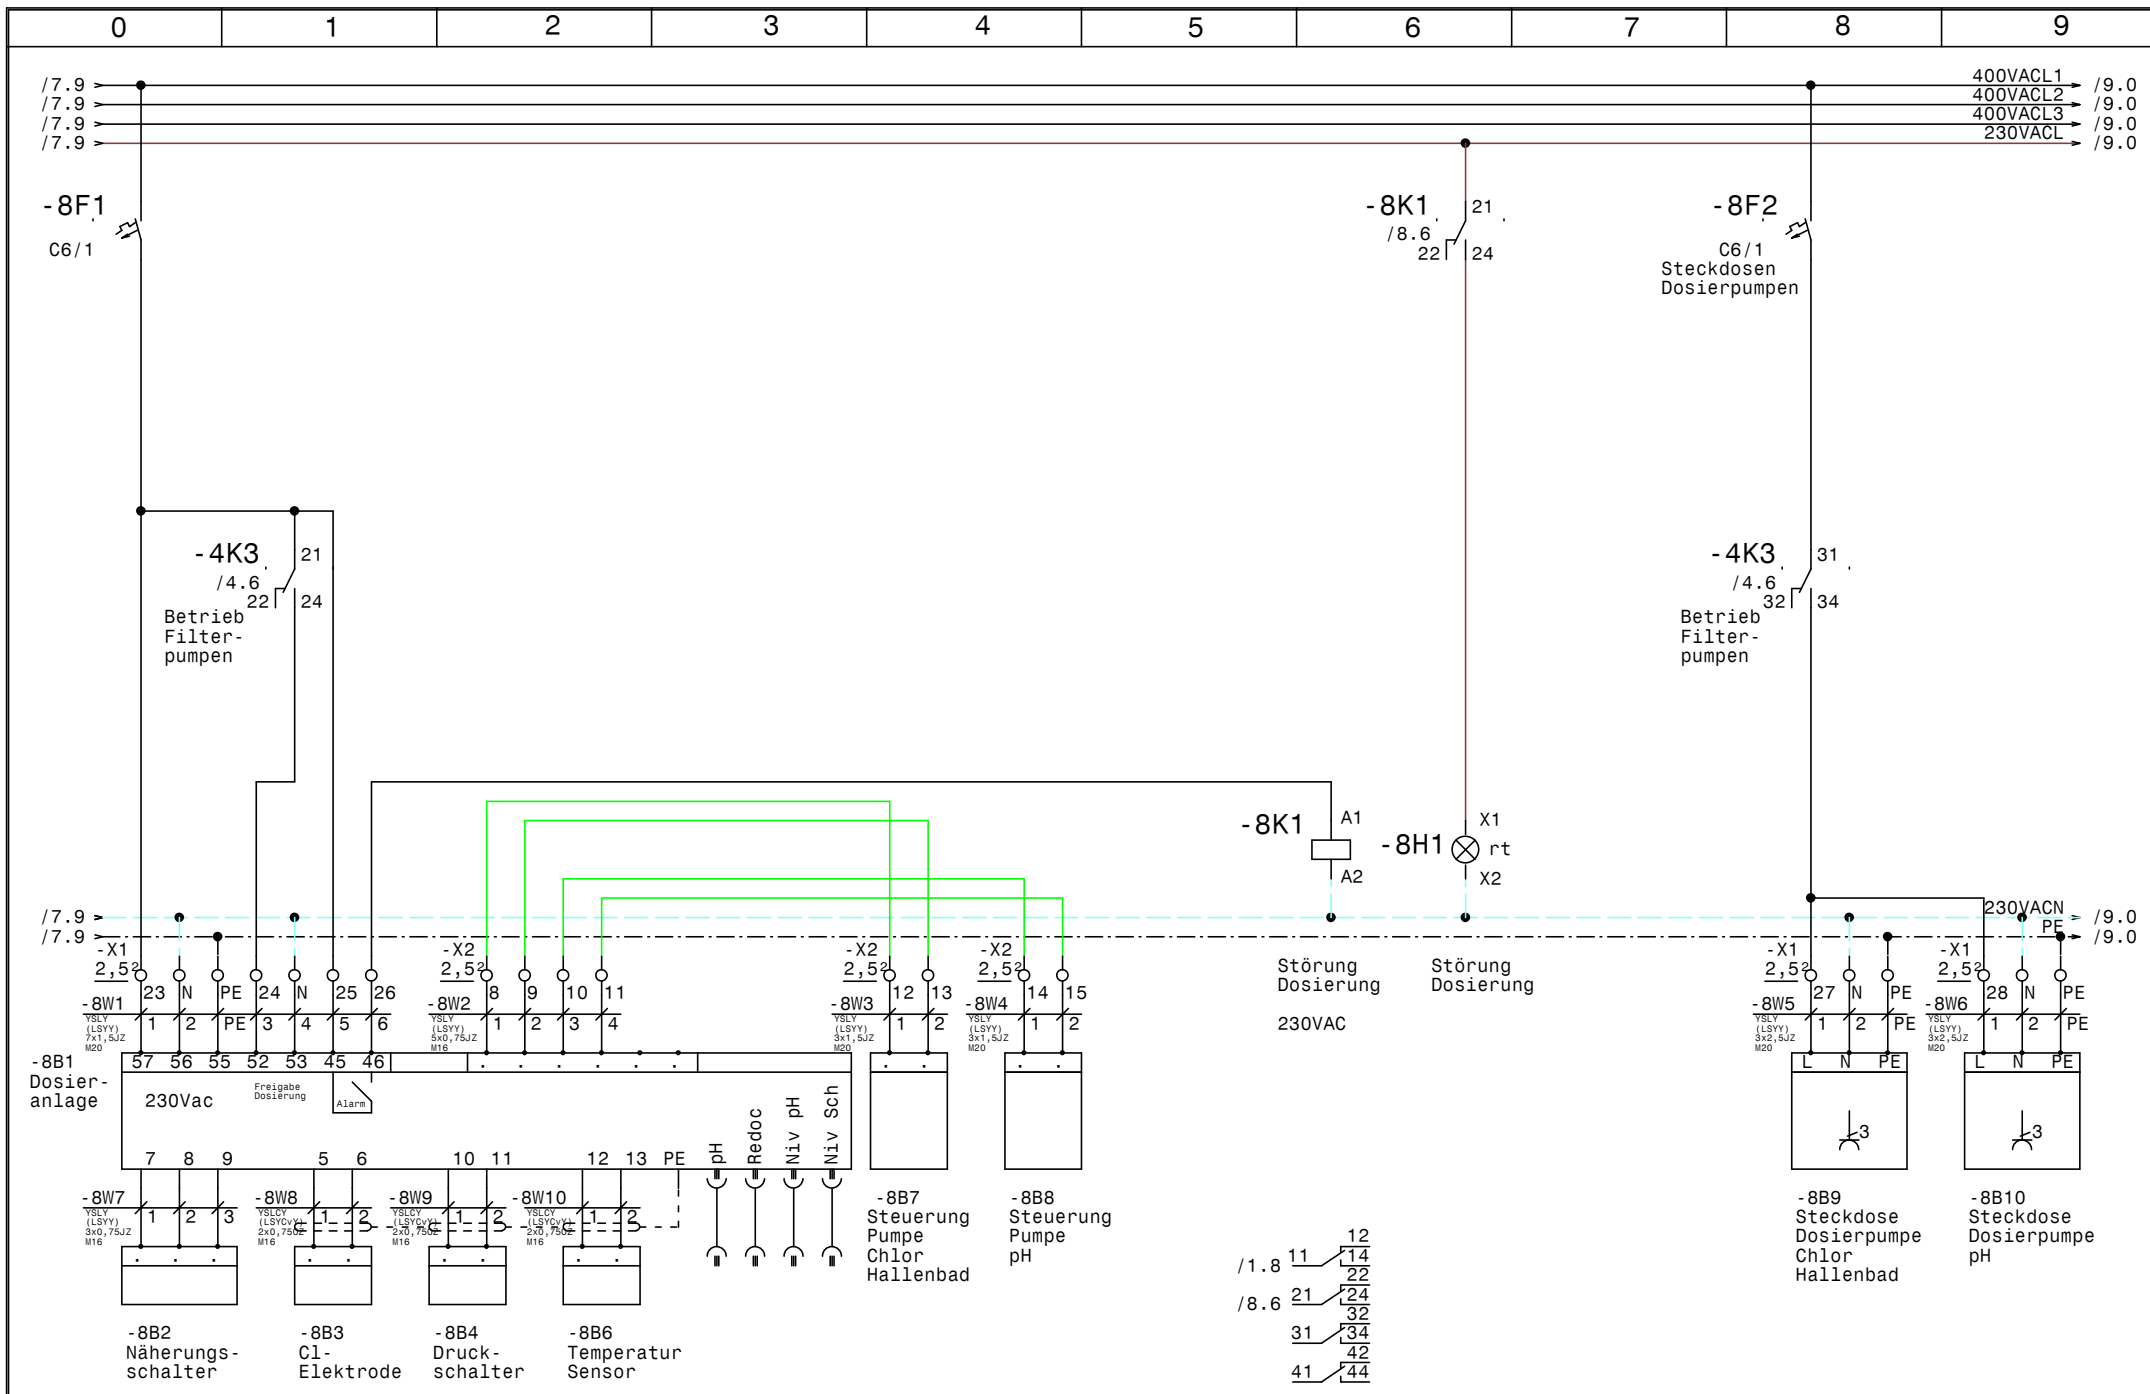 0 1 2 3 4 5 6 7 8 9
/7.9 400VACL1 /9.0
/7.9 400VACL2 /9.0
/7.9 400VACL3 /9.0
/7.9 230VACL /9.0
-8F1
C6/1
-8K1 21
/8.6
22 24
-8F2
C6/1
Steckdosen
Dosierpumpen
-4K3 21
/4.6
22 24
Betrieb
Filter-
pumpen
-4K3 31
/4.6
32 34
Betrieb
Filter-
pumpen
-8K1 A1
A2
-8H1 X1
rt
X2
/7.9 230VACN /9.0
/7.9 PE /9.0
-X1
2,5²
23 N PE 24 N 25 26
-8W1
YSLY
(LSYY)
7x1,5JZ
M20
1 2 PE 3 4 5 6
-X2
2,5²
8 9 10 11
-8W2
YSLY
(LSYY)
5x0,75JZ
M16
1 2 3 4
-X2
2,5²
12 13
-8W3
YSLY
(LSYY)
3x1,5JZ
M20
1 2
-X2
2,5²
14 15
-8W4
YSLY
(LSYY)
3x1,5JZ
M20
1 2
Störung
Dosierung
230VAC
Störung
Dosierung
-X1
2,5²
27 N PE
-8W5
YSLY
(LSYY)
3x2,5JZ
M20
1 2 PE
-X1
2,5²
28 N PE
-8W6
YSLY
(LSYY)
3x2,5JZ
M20
1 2 PE
-8B1
Dosier-
anlage
57 56 55 52 53 45 46
230Vac
Freigabe
Dosierung
Alarm
7 8 9 5 6 10 11 12 13 PE
pH
Redoc
Niv pH
Niv Sch
L N PE
3
L N PE
3
-8W7
YSLY
(LSYY)
3x0,75JZ
M16
1 2 3
-8W8
YSLCY
(LSYCvY)
2x0,75OZ
M16
1 2
-8W9
YSLCY
(LSYCvY)
2x0,75OZ
M16
1 2
-8W10
YSLCY
(LSYCvY)
2x0,75OZ
M16
1 2
-8B7
Steuerung
Pumpe
Chlor
Hallenbad
-8B8
Steuerung
Pumpe
pH
-8B9
Steckdose
Dosierpumpe
Chlor
Hallenbad
-8B10
Steckdose
Dosierpumpe
pH
12
/1.8 11 14
22
/8.6 21 24
32
31 34
42
41 44
-8B2
Näherungs-
schalter
-8B3
Cl-
Elektrode
-8B4
Druck-
schalter
-8B6
Temperatur
Sensor